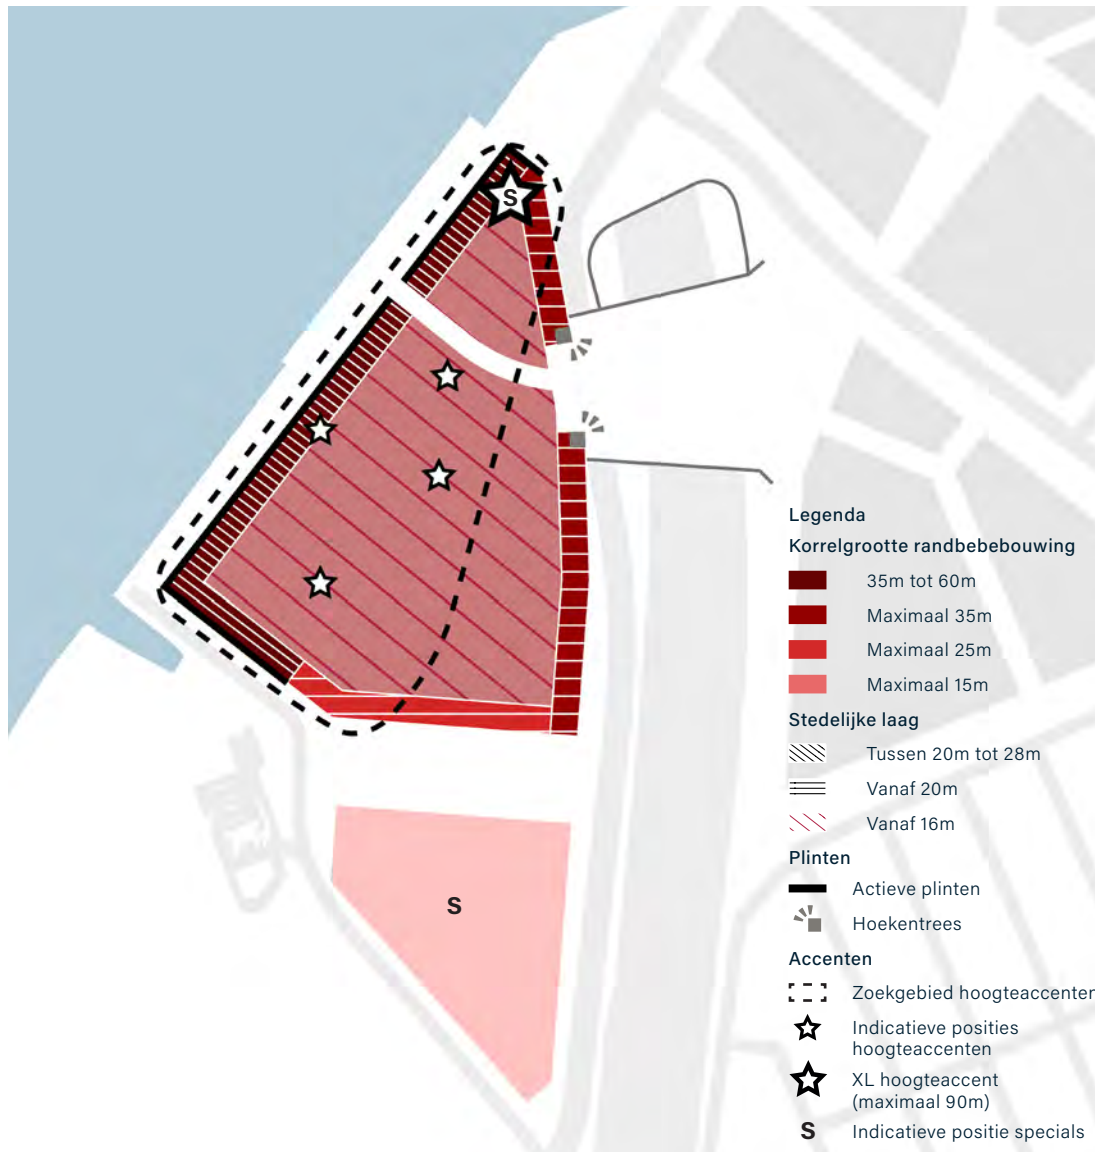 S
S
Legenda
Korrelgrootte randbebebouwing
35m tot 60m
Maximaal 35m
Maximaal 25m
Maximaal 15m
Stedelijke laag
Tussen 20m tot 28m
Vanaf 20m
Vanaf 16m
Plinten
Actieve plinten
Hoekentrees
Accenten
Zoekgebied hoogteaccenten
Indicatieve posities
hoogteaccenten
XL hoogteaccent
(maximaal 90m)
S Indicatieve positie specials